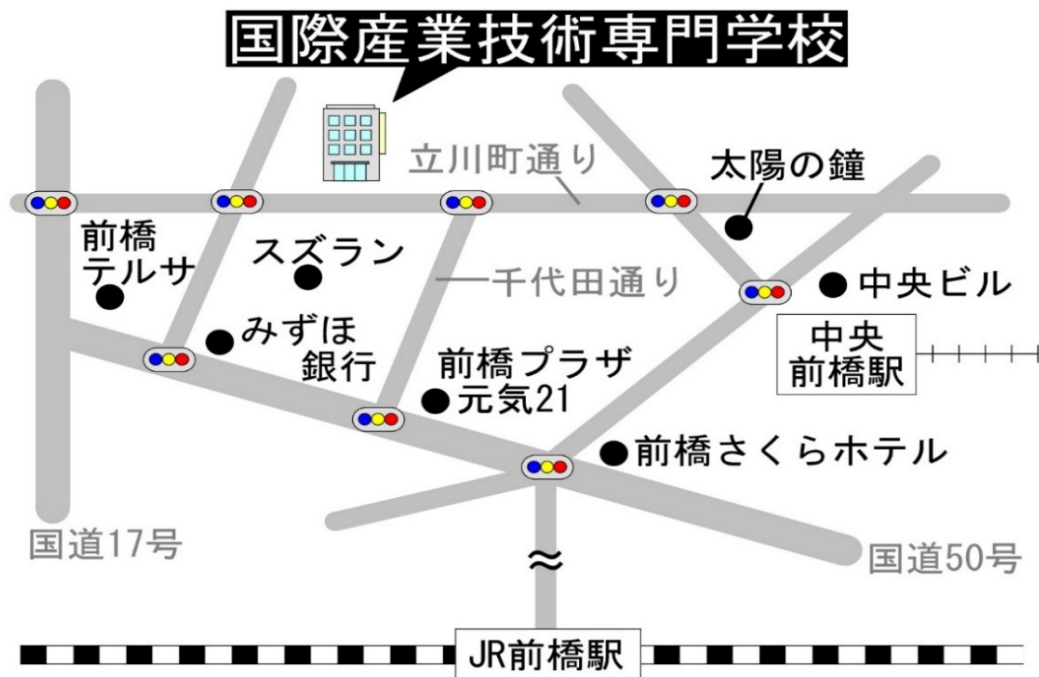 国際産業技術専門学校
立川町通り
太陽の鐘
前橋
テルサ
スズラン
千代田通り
中央ビル
みずほ
銀行
中央
前橋駅
前橋プラザ
元気21
前橋さくらホテル
国道17号
国道50号
JR前橋駅